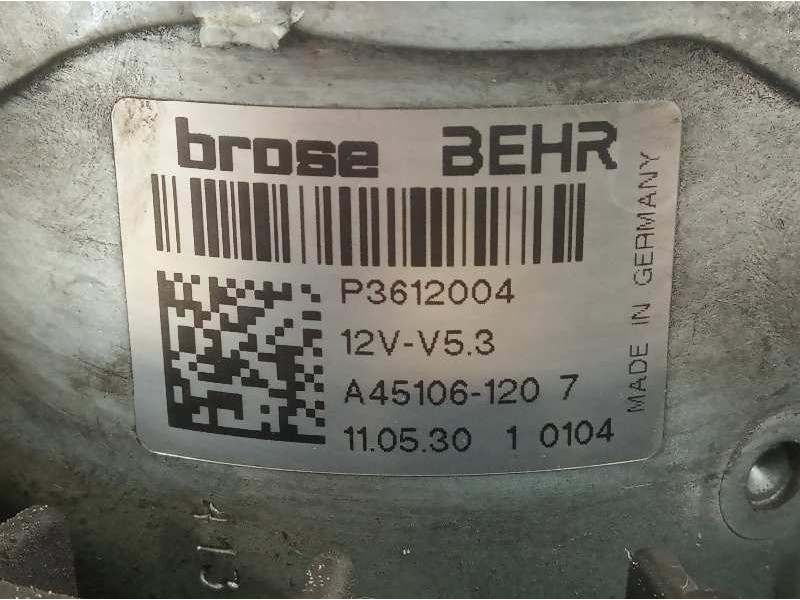 brose BEHR
P3612004
12V-V5.3
A45106-120 7
11.05.30 1 0104
MADE IN GERMANY